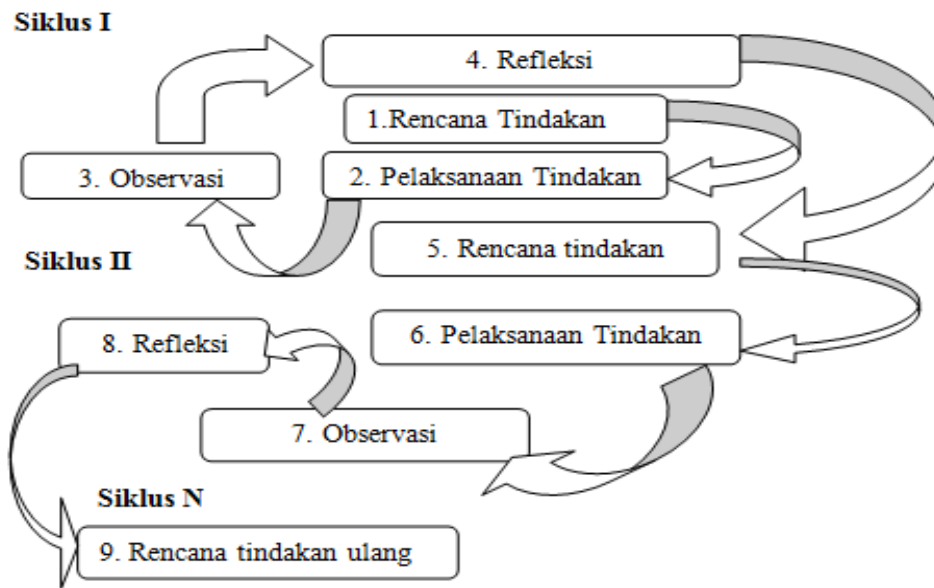 Siklus I
4. Refleksi
1.Rencana Tindakan
3. Observasi
2. Pelaksanaan Tindakan
Siklus II
5. Rencana tindakan
6. Pelaksanaan Tindakan
8. Refleksi
7. Observasi
Siklus N
9. Rencana tindakan ulang